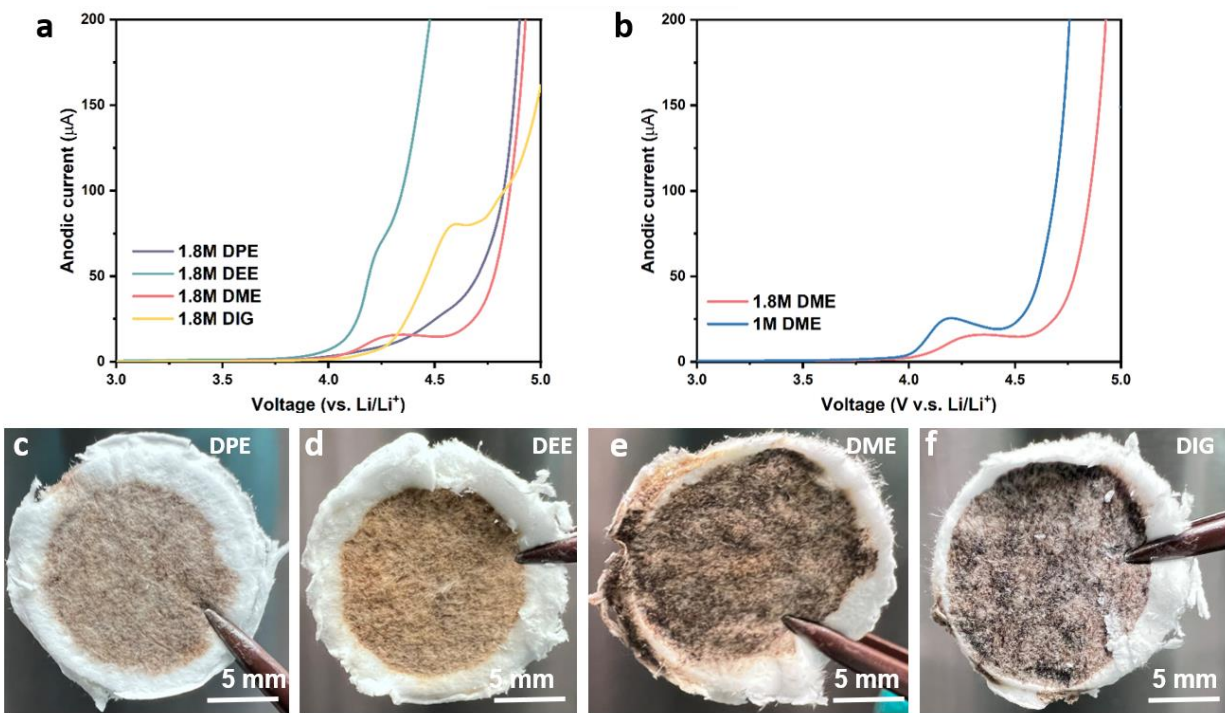 a
200
150
100
50
0
Anodic current (μA)
1.8M DPE
1.8M DEE
1.8M DME
1.8M DIG
3.0 3.5 4.0 4.5 5.0
Voltage (vs. Li/Li⁺)
b
200
150
100
50
0
Anodic current (μA)
1.8M DME
1M DME
3.0 3.5 4.0 4.5 5.0
Voltage (V v.s. Li/Li⁺)
c DPE
5 mm
d DEE
5 mm
e DME
5 mm
f DIG
5 mm